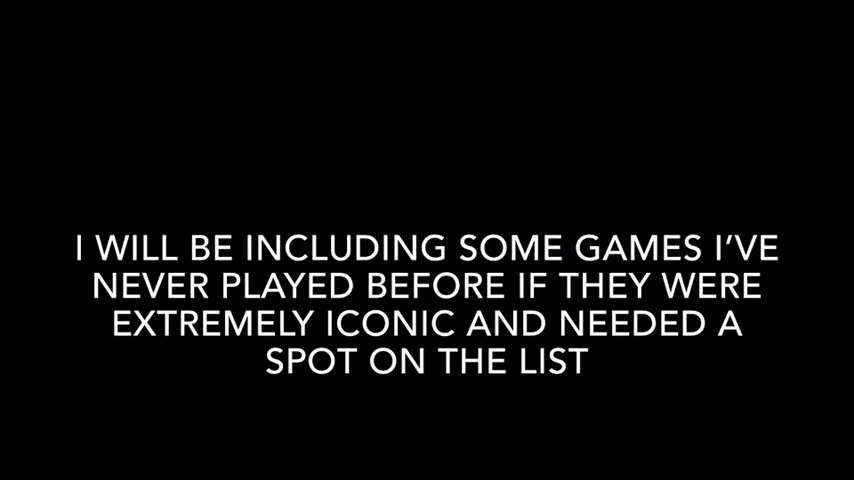 I WILL BE INCLUDING SOME GAMES I’VE
NEVER PLAYED BEFORE IF THEY WERE
EXTREMELY ICONIC AND NEEDED A
SPOT ON THE LIST